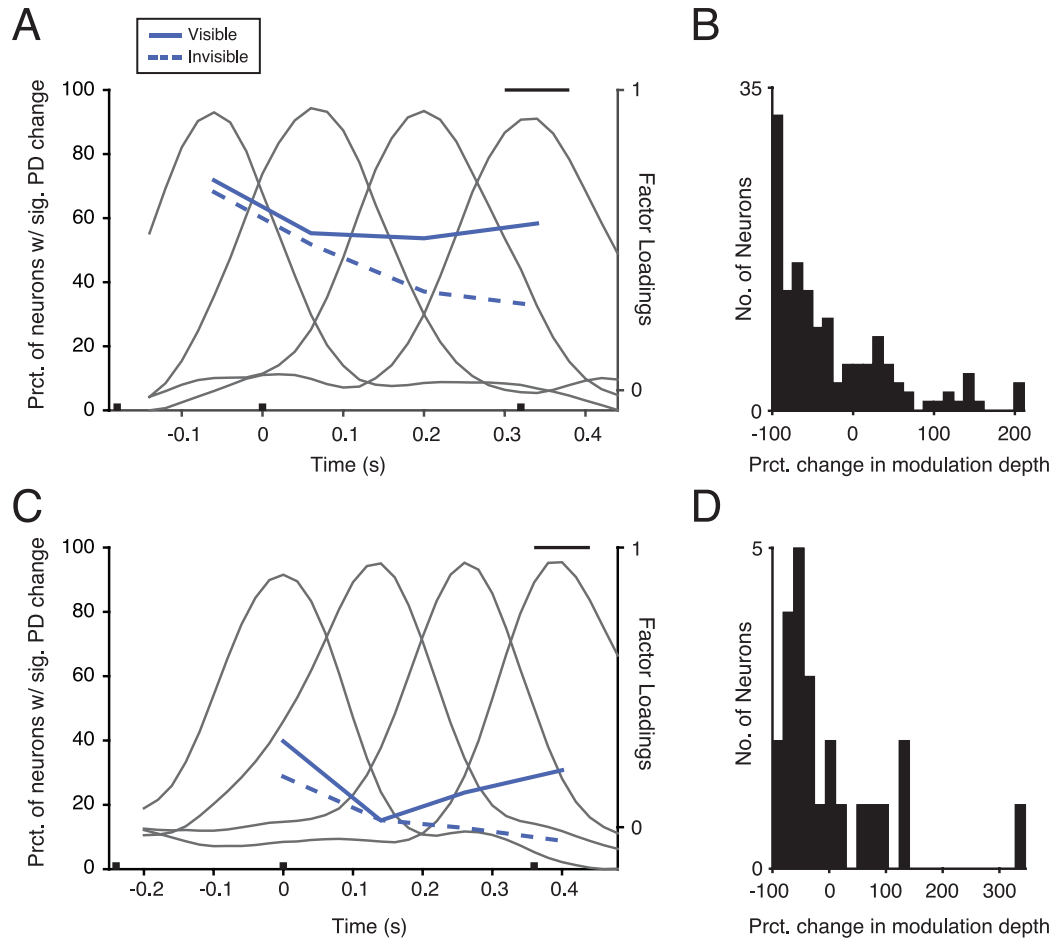 A
Visible
Invisible
Prct. of neurons w/ sig. PD change
100
80
60
40
20
0
-0.1
0
0.1
0.2
0.3
0.4
Time (s)
1
0
Factor Loadings
B
No. of Neurons
35
0
-100
0
100
200
Prct. change in modulation depth
C
Prct. of neurons w/ sig. PD change
100
80
60
40
20
0
-0.2
-0.1
0
0.1
0.2
0.3
0.4
Time (s)
1
0
Factor Loadings
D
No. of Neurons
5
0
-100
0
100
200
300
Prct. change in modulation depth